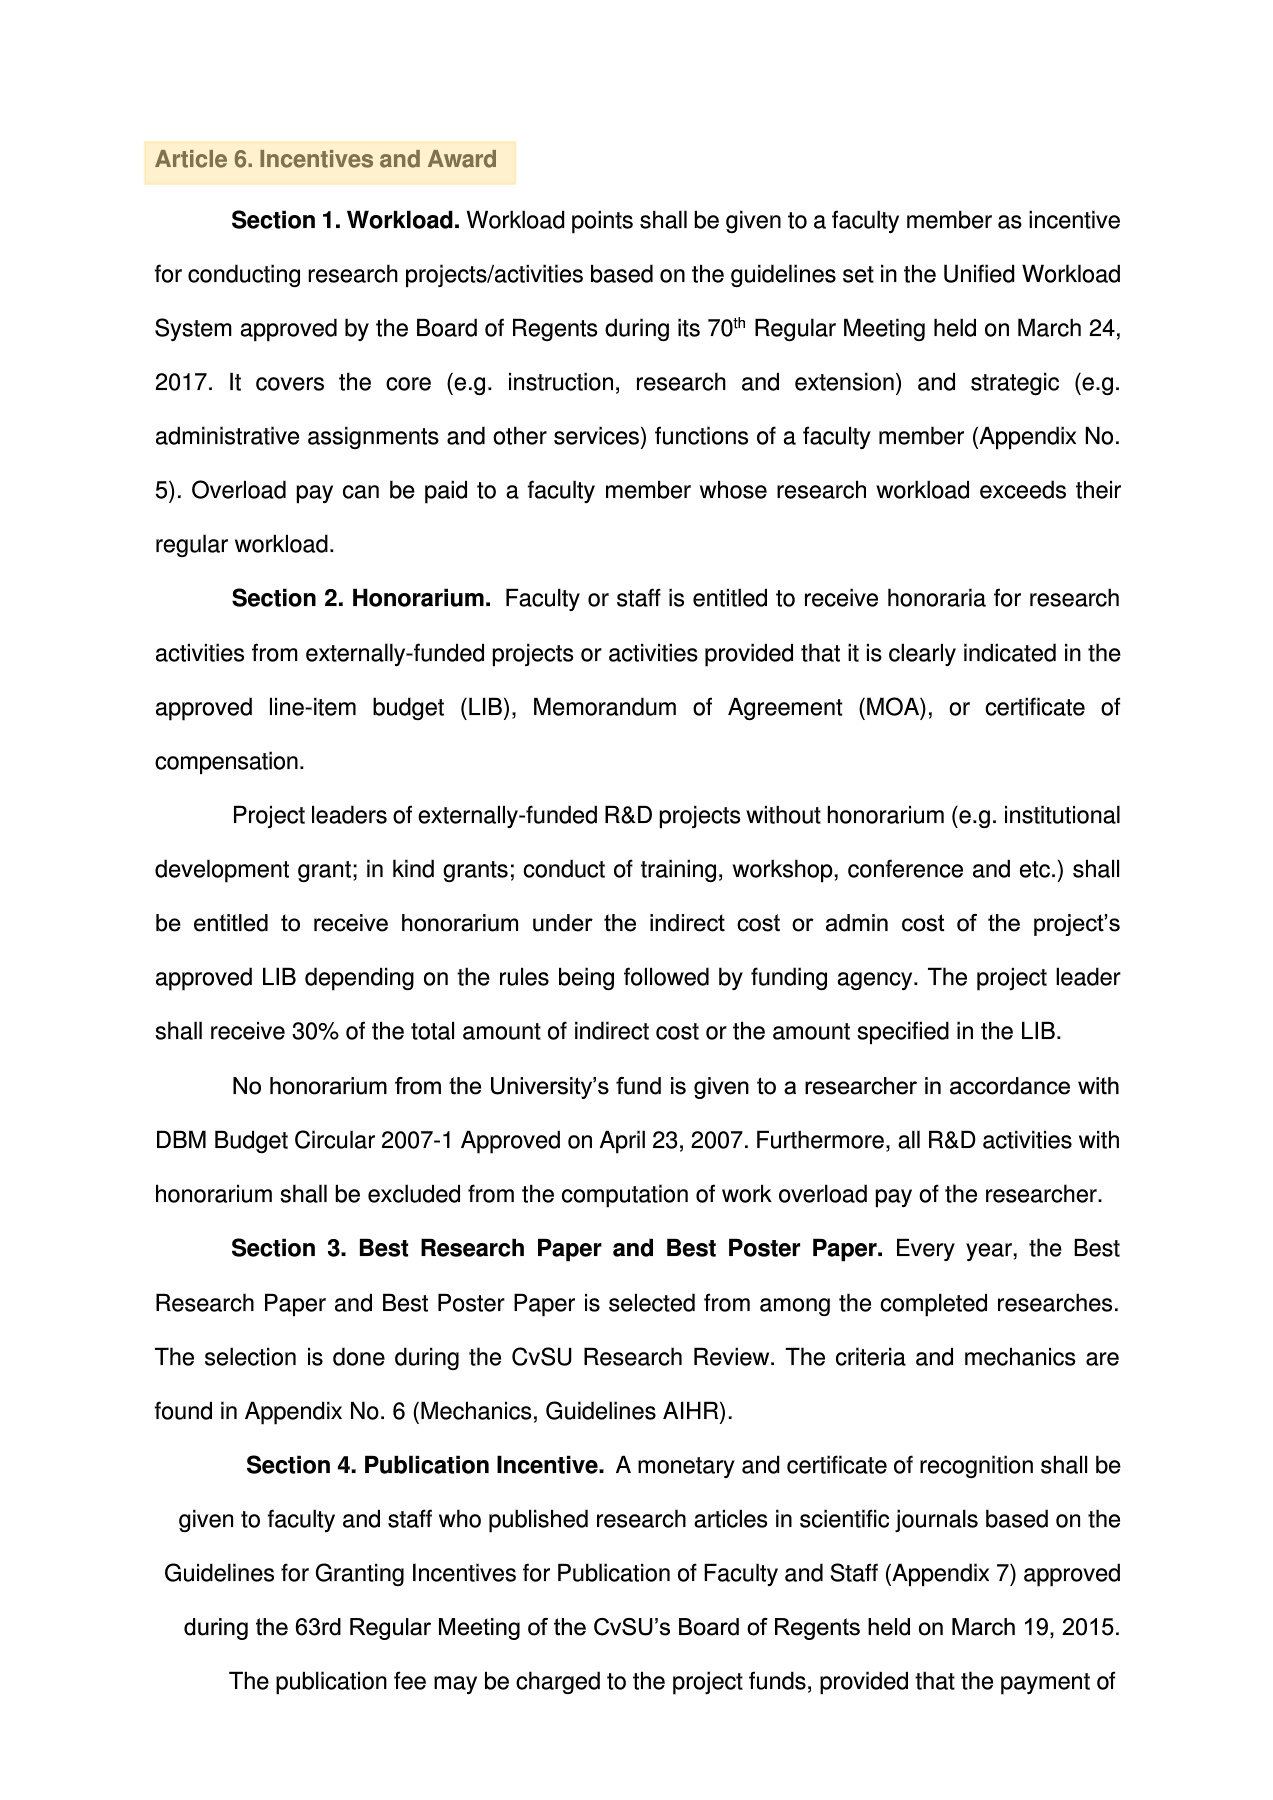 Article 6. Incentives and Award
Section 1. Workload. Workload points shall be given to a faculty member as incentive
for conducting research projects/activities based on the guidelines set in the Unified Workload
System approved by the Board of Regents during its 70th Regular Meeting held on March 24,
2017. It covers the core (e.g. instruction, research and extension) and strategic (e.g.
administrative assignments and other services) functions of a faculty member (Appendix No.
5). Overload pay can be paid to a faculty member whose research workload exceeds their
regular workload.
Section 2. Honorarium. Faculty or staff is entitled to receive honoraria for research
activities from externally-funded projects or activities provided that it is clearly indicated in the
approved line-item budget (LIB), Memorandum of Agreement (MOA), or certificate of
compensation.
Project leaders of externally-funded R&D projects without honorarium (e.g. institutional
development grant; in kind grants; conduct of training, workshop, conference and etc.) shall
be entitled to receive honorarium under the indirect cost or admin cost of the project’s
approved LIB depending on the rules being followed by funding agency. The project leader
shall receive 30% of the total amount of indirect cost or the amount specified in the LIB.
No honorarium from the University’s fund is given to a researcher in accordance with
DBM Budget Circular 2007-1 Approved on April 23, 2007. Furthermore, all R&D activities with
honorarium shall be excluded from the computation of work overload pay of the researcher.
Section 3. Best Research Paper and Best Poster Paper. Every year, the Best
Research Paper and Best Poster Paper is selected from among the completed researches.
The selection is done during the CvSU Research Review. The criteria and mechanics are
found in Appendix No. 6 (Mechanics, Guidelines AIHR).
Section 4. Publication Incentive. A monetary and certificate of recognition shall be
given to faculty and staff who published research articles in scientific journals based on the
Guidelines for Granting Incentives for Publication of Faculty and Staff (Appendix 7) approved
during the 63rd Regular Meeting of the CvSU’s Board of Regents held on March 19, 2015.
The publication fee may be charged to the project funds, provided that the payment of